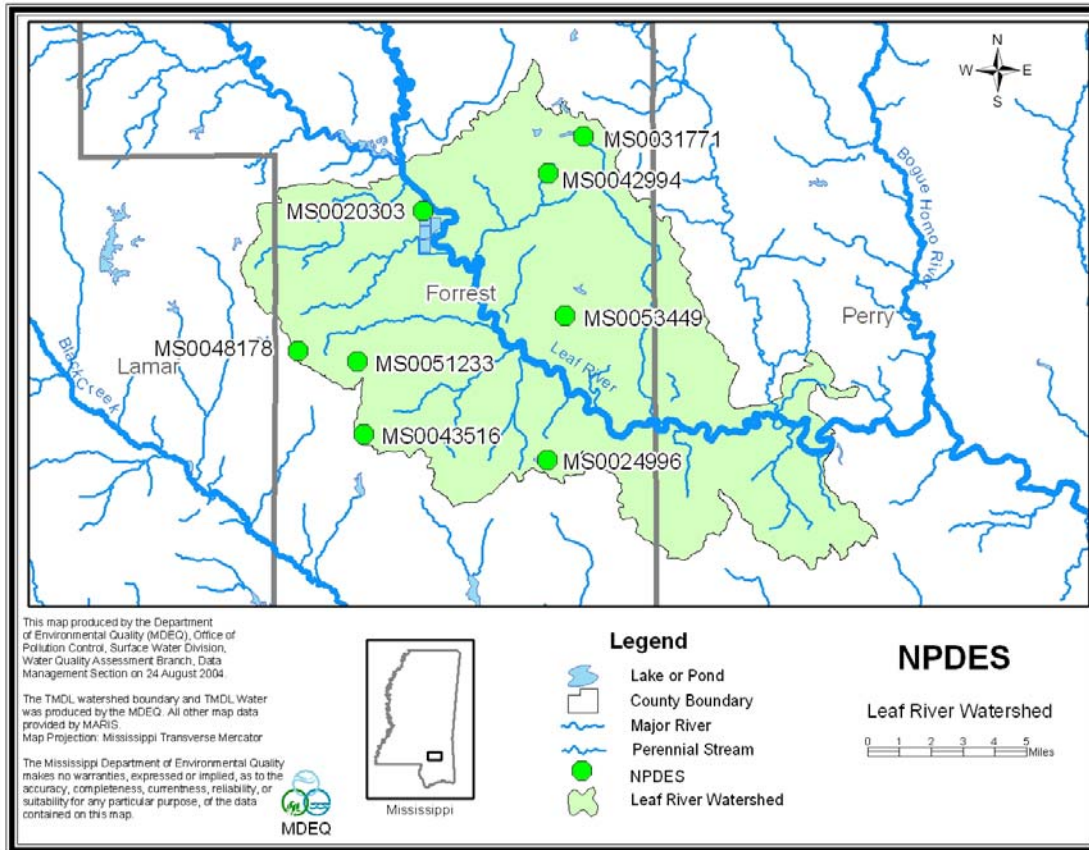 N
W E
S
MS0031771
MS0042994
MS0020303
Bogue Homo River
Forrest
MS0053449
Perry
MS0048178
Lamar
MS0051233
Leaf River
Black Creek
MS0043516
MS0024996
This map produced by the Department
of Environmental Quality (MDEQ), Office of
Pollution Control, Surface Water Division,
Water Quality Assessment Branch, Data
Management Section on 24 August 2004.
The TMDL watershed boundary and TMDL Water
was produced by the MDEQ. All other map data
provided by MARIS.
Map Projection: Mississippi Transverse Mercator
The Mississippi Department of Environmental Quality
makes no warranties, expressed or implied, as to the
accuracy, completeness, currentness, reliability, or
suitability for any particular purpose, of the data
contained on this map.
MDEQ
Mississippi
Legend
Lake or Pond
County Boundary
Major River
Perennial Stream
NPDES
Leaf River Watershed
NPDES
Leaf River Watershed
0 1 2 3 4 5
Miles